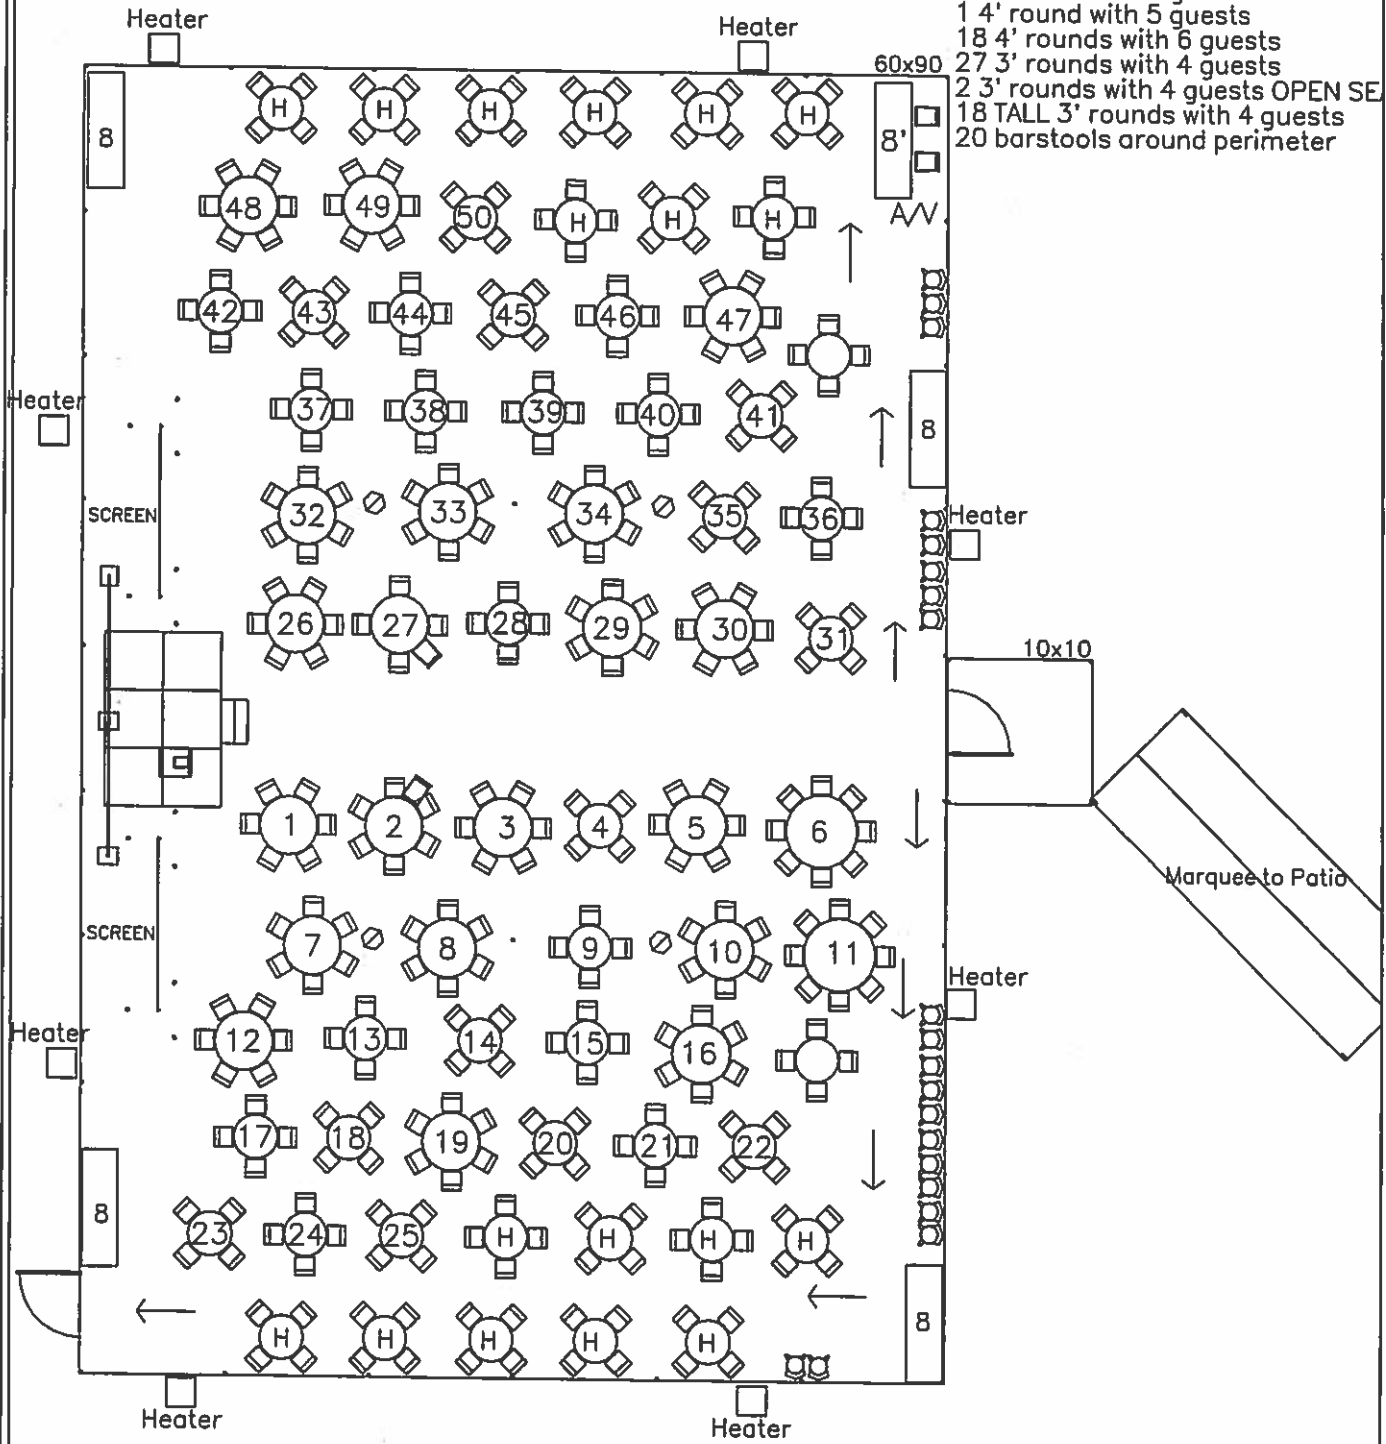 Heater
Heater
1 4' round with 5 guests
18 4' rounds with 6 guests
60x90
27 3' rounds with 4 guests
2 3' rounds with 4 guests OPEN SE
18 TALL 3' rounds with 4 guests
20 barstools around perimeter
H H H H H H
8
8'
48 49 50 H H H
A/V
42 43 44 45 46 47
Heater
37 38 39 40 41
8
SCREEN
32 33 34 35 36
Heater
26 27 28 29 30 31
10x10
1 2 3 4 5 6
Marquee to Patio
SCREEN
7 8 9 10 11
Heater
Heater
12 13 14 15 16
17 18 19 20 21 22
8
23 24 25 H H H H
8
H H H H H
Heater
Heater